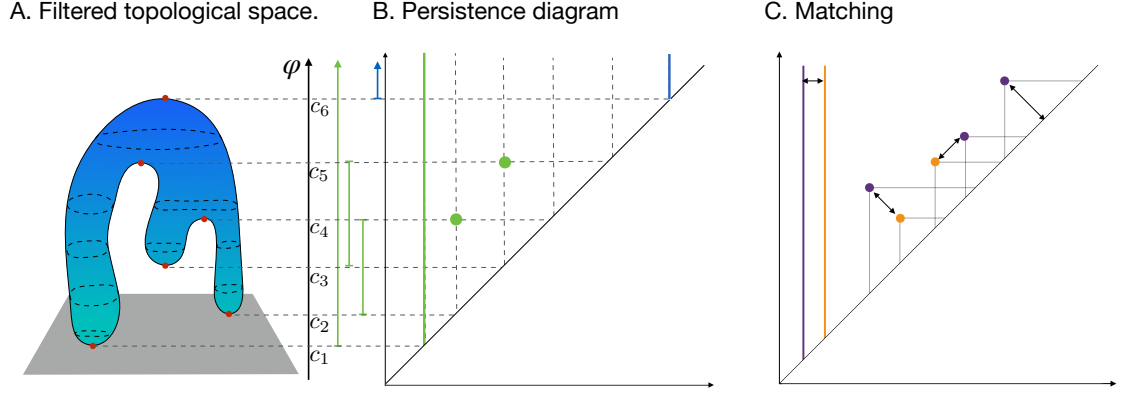 A. Filtered topological space.
B. Persistence diagram
C. Matching
φ
c₆
c₅
c₄
c₃
c₂
c₁